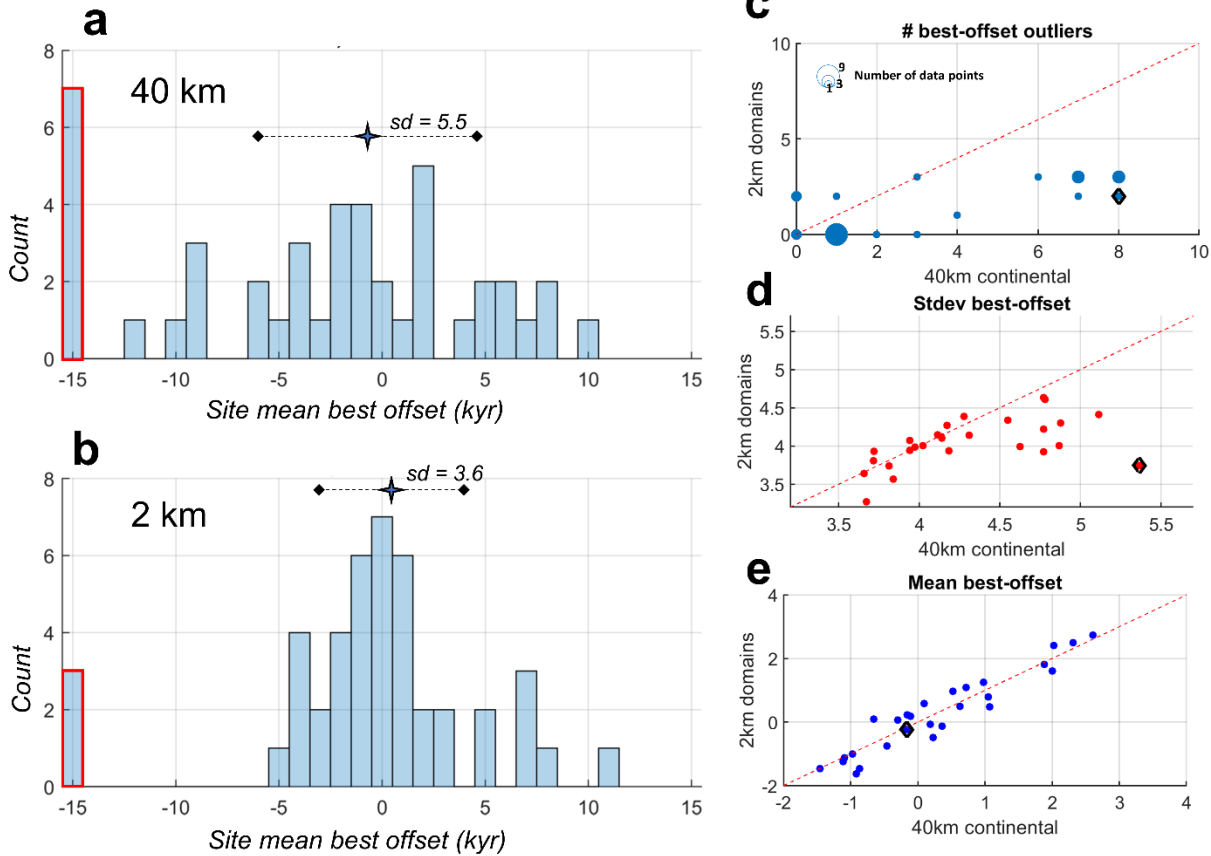 a
40 km
sd = 5.5
8
6
4
2
0
Count
-15
-10
-5
0
5
10
15
Site mean best offset (kyr)
b
2 km
sd = 3.6
8
6
4
2
0
Count
-15
-10
-5
0
5
10
15
Site mean best offset (kyr)
c
# best-offset outliers
9
3
1
Number of data points
10
5
0
2km domains
0
2
4
6
8
10
40km continental
d
Stdev best-offset
5.5
5
4.5
4
3.5
2km domains
3.5
4
4.5
5
5.5
40km continental
e
Mean best-offset
4
2
0
-2
2km domains
-2
-1
0
1
2
3
4
40km continental